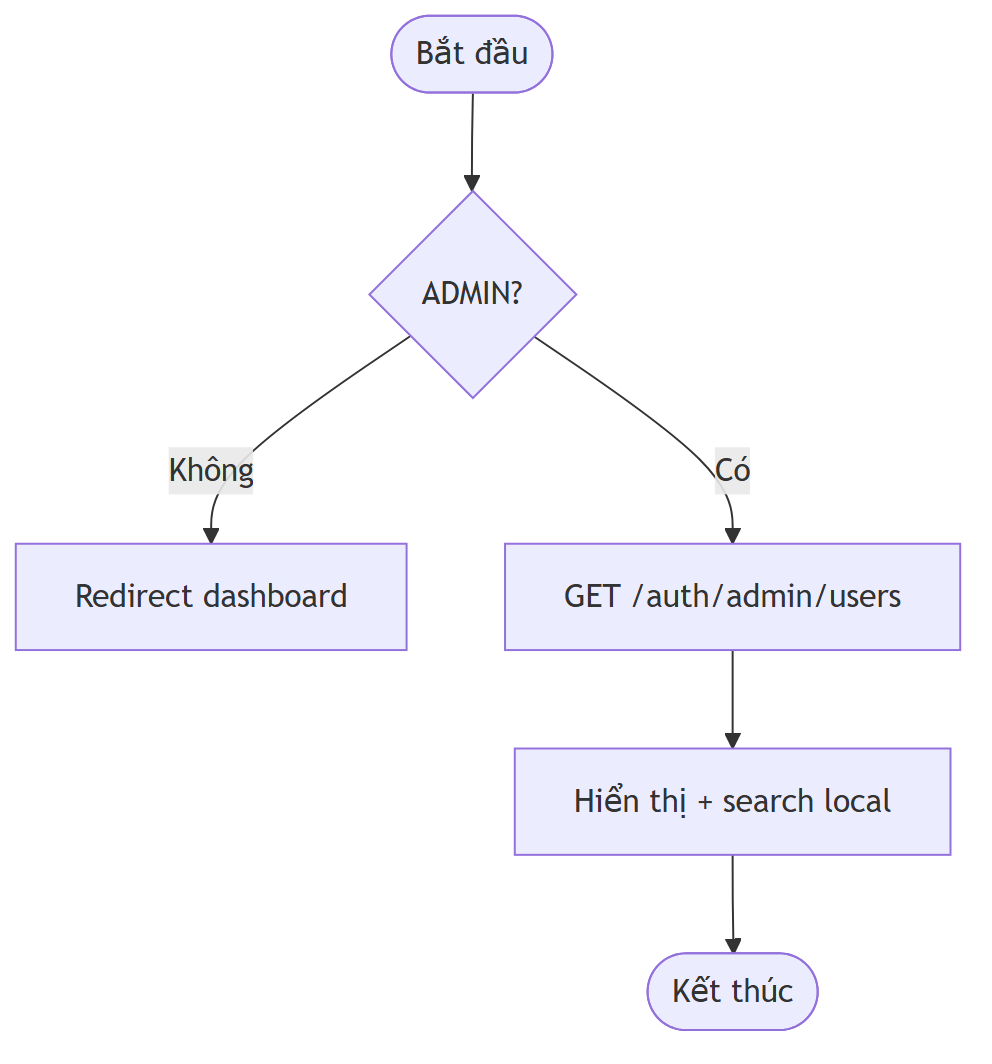 Bắt đầu
ADMIN?
Không
Có
Redirect dashboard
GET /auth/admin/users
Hiển thị + search local
Kết thúc